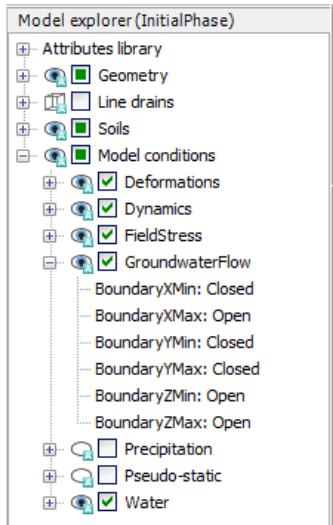 Model explorer (InitialPhase)
Attributes library
Geometry
Line drains
Soils
Model conditions
Deformations
Dynamics
FieldStress
GroundwaterFlow
BoundaryXMin: Closed
BoundaryXMax: Open
BoundaryYMin: Closed
BoundaryYMax: Closed
BoundaryZMin: Open
BoundaryZMax: Open
Precipitation
Pseudo-static
Water